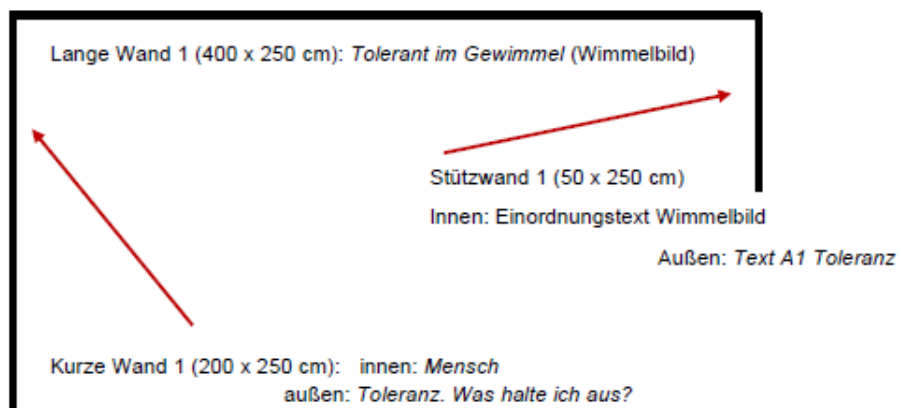 Lange Wand 1 (400 x 250 cm): Tolerant im Gewimmel (Wimmelbild)
Stützwand 1 (50 x 250 cm)
Innen: Einordnungstext Wimmelbild
Außen: Text A1 Toleranz
Kurze Wand 1 (200 x 250 cm): innen: Mensch
außen: Toleranz. Was halte ich aus?